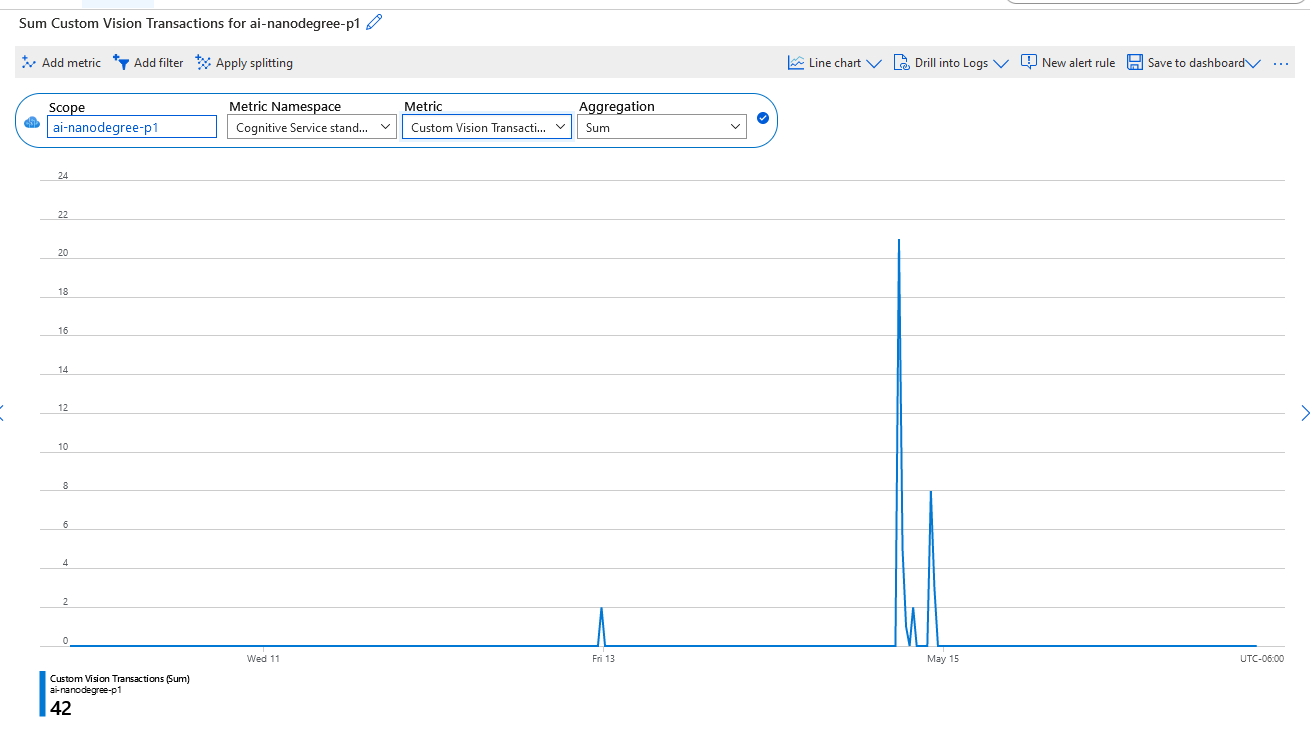 Sum Custom Vision Transactions for ai-nanodegree-p1
Add metric Add filter Apply splitting Line chart Drill into Logs New alert rule Save to dashboard ...
Scope Metric Namespace Metric Aggregation
ai-nanodegree-p1 Cognitive Service stand... Custom Vision Transacti... Sum
24
22
20
18
16
14
12
10
8
6
4
2
0
Wed 11 Fri 13 May 15 UTC-06:00
Custom Vision Transactions (Sum)
ai-nanodegree-p1
42